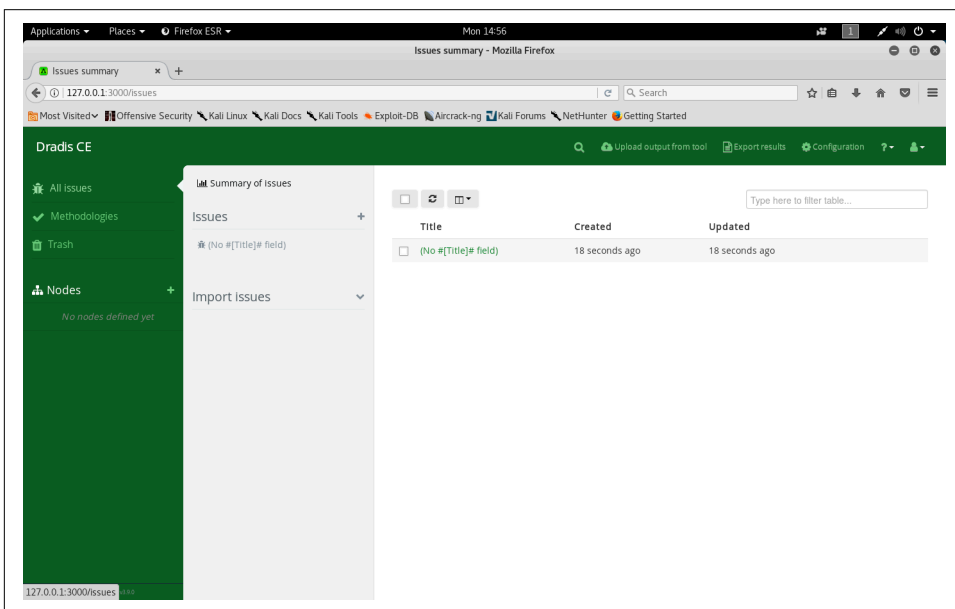 Applications Places Firefox ESR Mon 14:56 1
Issues summary - Mozilla Firefox
Issues summary × +
127.0.0.1:3000/issues Search
Most Visited Offensive Security Kali Linux Kali Docs Kali Tools Exploit-DB Aircrack-ng Kali Forums NetHunter Getting Started
Dradis CE Upload output from tool Export results Configuration ?
All issues
Methodologies
Trash
Nodes +
No nodes defined yet
Summary of issues
Issues +
(No #[Title]# field)
Import issues
Type here to filter table...
Title Created Updated
(No #[Title]# field) 18 seconds ago 18 seconds ago
127.0.0.1:3000/issues